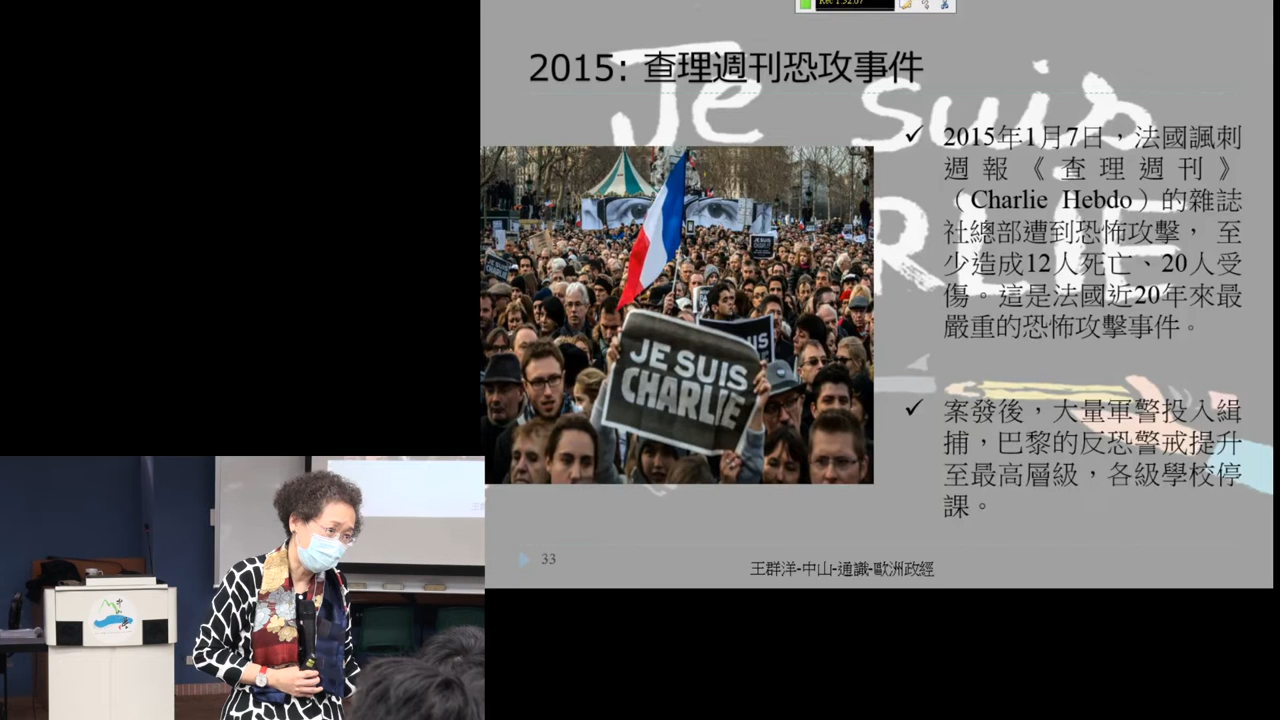 Rec 1:52:07
2015: 查理週刊恐攻事件
Je suis
2015年1月7日，法國諷刺
週報《查理週刊》
（Charlie Hebdo）的雜誌
社總部遭到恐怖攻擊， 至
少造成12人死亡、20人受
傷。這是法國近20年來最
嚴重的恐怖攻擊事件。
案發後，大量軍警投入緝
捕，巴黎的反恐警戒提升
至最高層級，各級學校停
課。
JE SUIS
CHARLIE
33
王群洋-中山-通識-歐洲政經